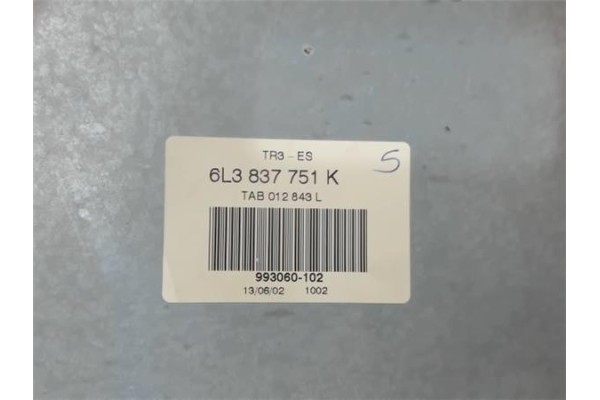 TR3 - ES
5
6L3 837 751 K
TAB 012 843 L
993060-102
13/06/02 1002